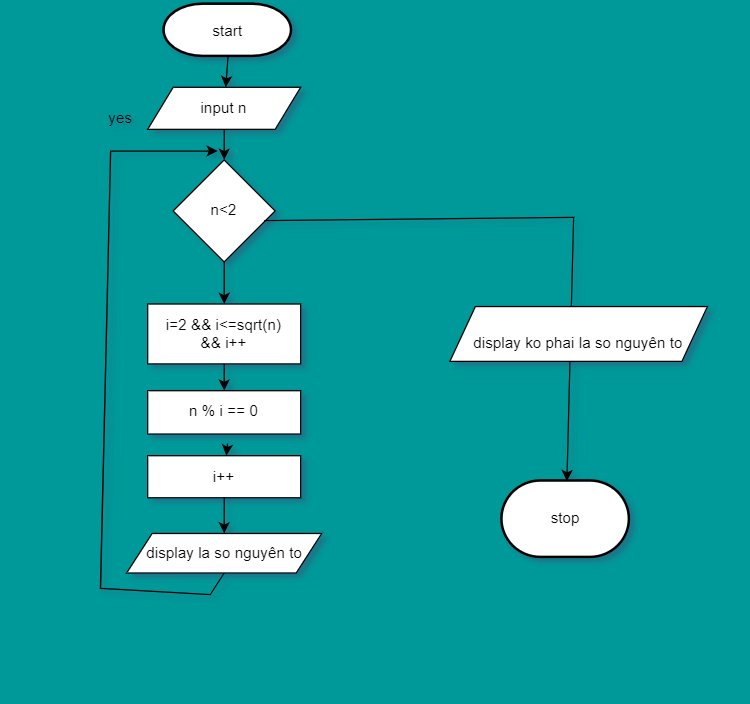 start
input n
yes
n<2
i=2 && i<=sqrt(n)
&& i++
display ko phai la so nguyên to
n % i == 0
i++
stop
display la so nguyên to